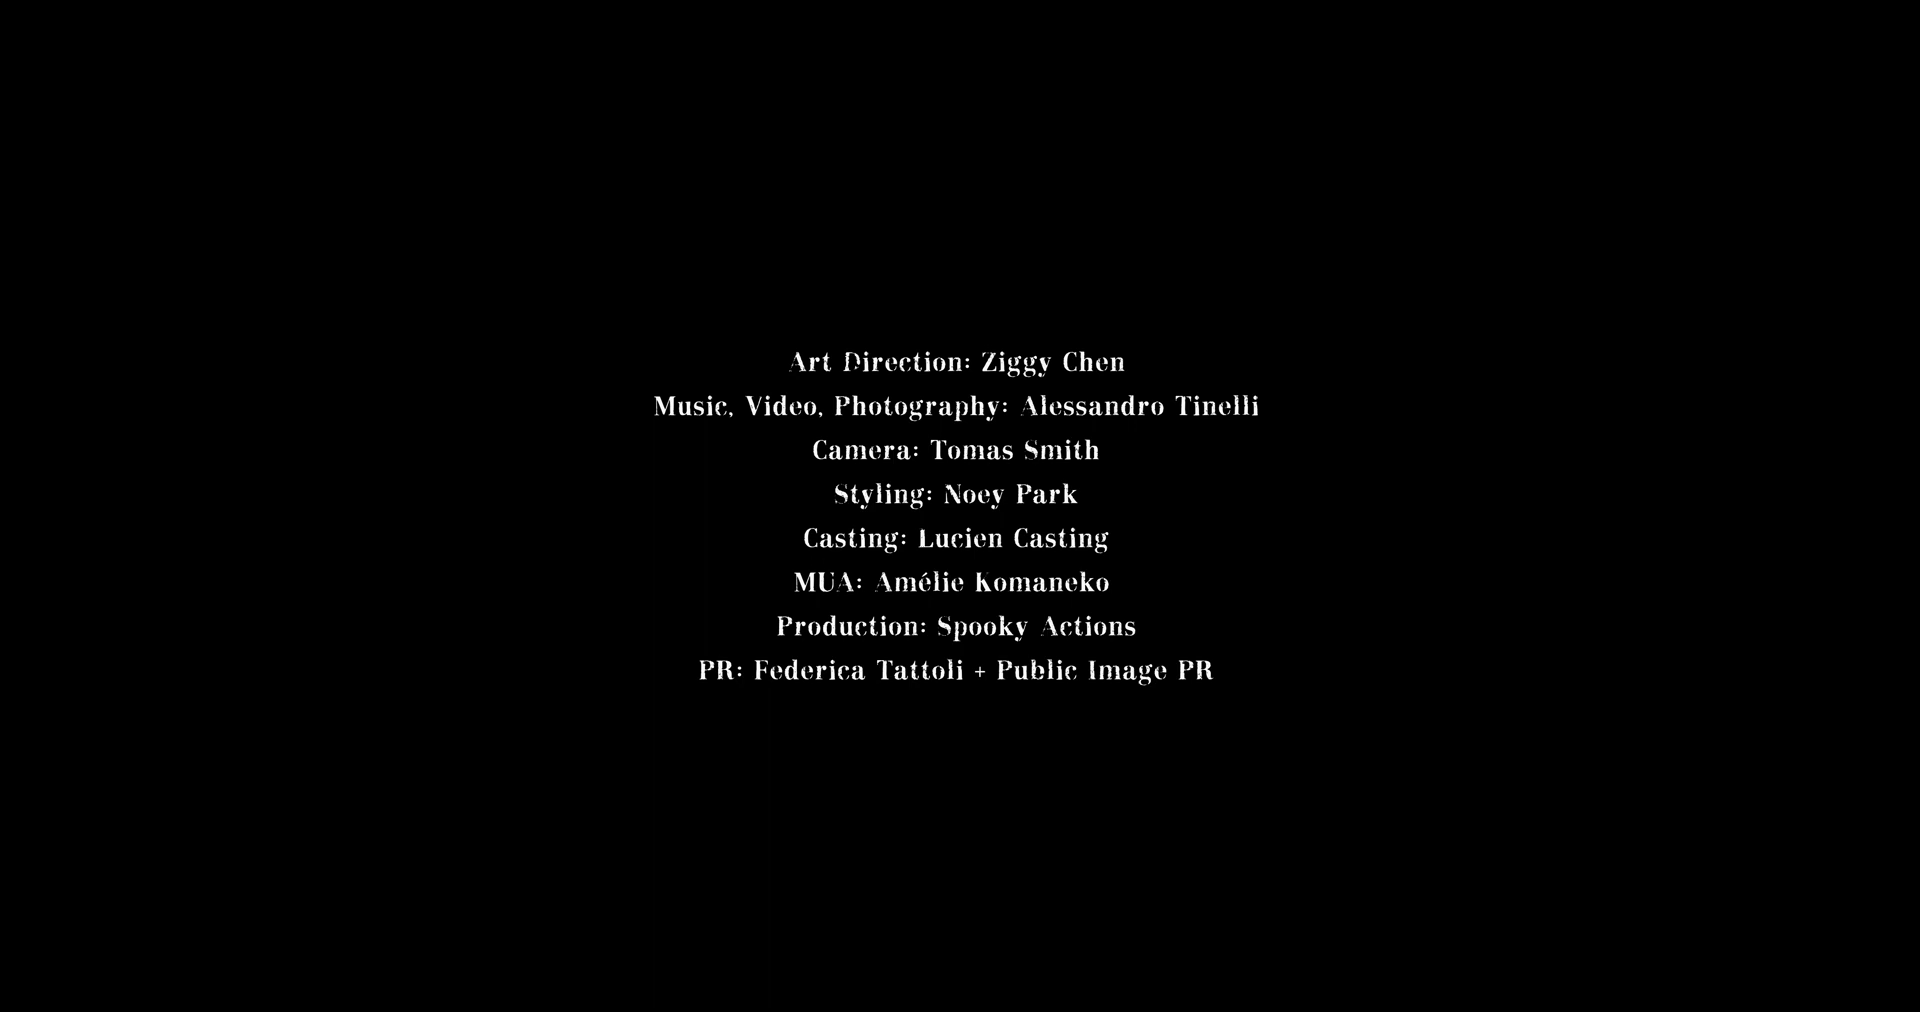 Art Direction: Ziggy Chen
Music, Video, Photography: Alessandro Tinelli
Camera: Tomas Smith
Styling: Noey Park
Casting: Lucien Casting
MUA: Amélie Komaneko
Production: Spooky Actions
PR: Federica Tattoli + Public Image PR